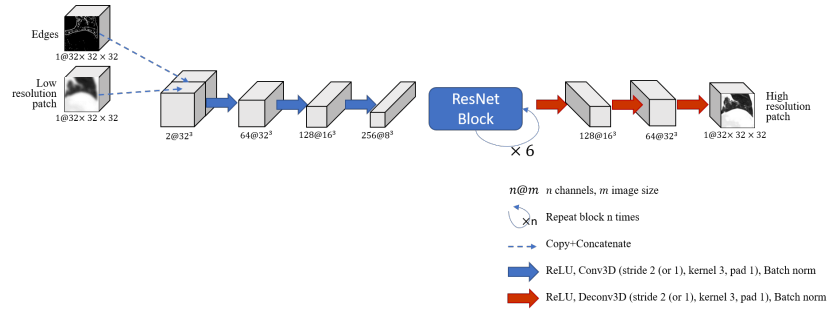 Edges
1@32× 32 × 32
Low
resolution
patch
1@32× 32 × 32
2@32³
64@32³
128@16³
256@8³
ResNet
Block
× 6
128@16³
64@32³
1@32× 32 × 32
High
resolution
patch
n@m n channels, m image size
×n Repeat block n times
Copy+Concatenate
ReLU, Conv3D (stride 2 (or 1), kernel 3, pad 1), Batch norm
ReLU, Deconv3D (stride 2 (or 1), kernel 3, pad 1), Batch norm